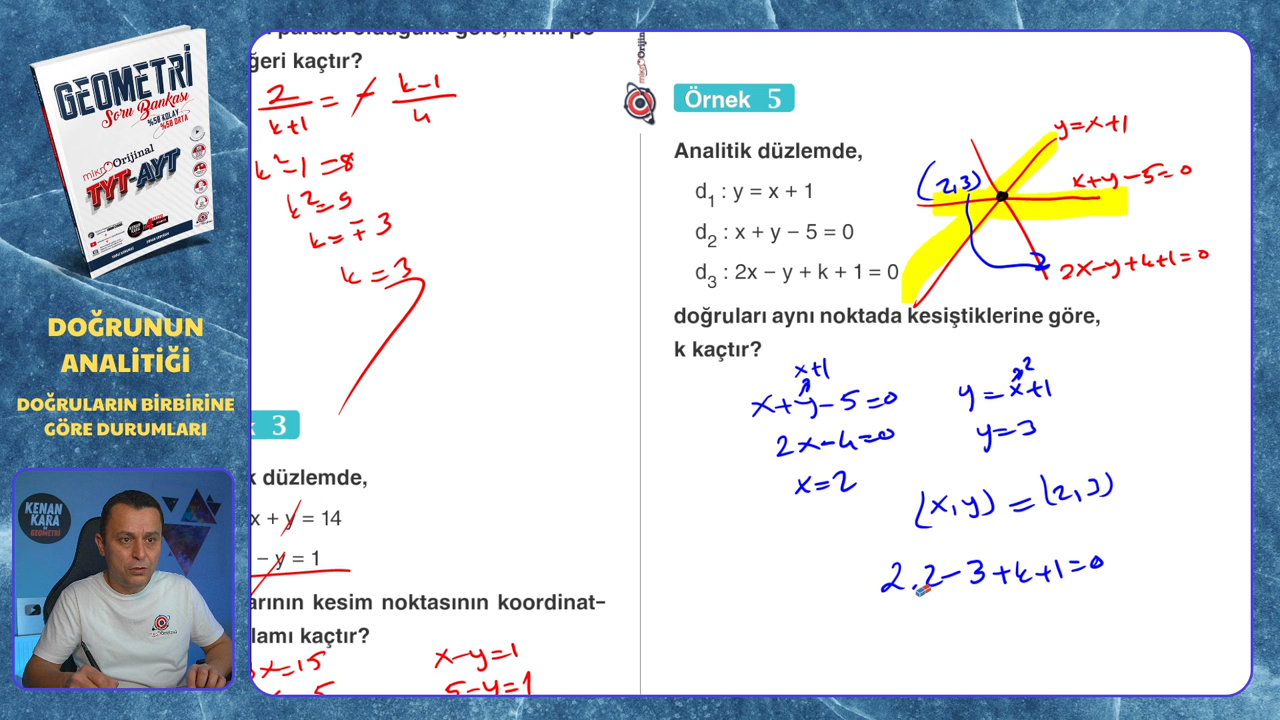 GEOMETRİ
Soru Bankası
%50 KOLAY
%50 ORTA
mikro Orijinal
TYT-AYT
DOĞRUNUN
ANALİTİĞİ
DOĞRULARIN BİRBİRİNE
GÖRE DURUMLARI
KENAN
KARA
GEOMETRİ
ğeri kaçtır?
2/(k+1) = (k-1)/4
k²-1=8
k²=9
k=∓3
k=3
3
k düzlemde,
x + y = 14
- y = 1
arının kesim noktasının koordinat-
lamı kaçtır?
x=15
x-y=1
5-y=1
mikro Orijinal
Örnek 5
Analitik düzlemde,
d₁ : y = x + 1
d₂ : x + y − 5 = 0
d₃ : 2x − y + k + 1 = 0
y=x+1
(2,3)
x+y-5=0
2x-y+k+1=0
doğruları aynı noktada kesiştiklerine göre,
k kaçtır?
x+1
x+y-5=0
2x-4=0
x=2
2
y=x+1
y=3
(x,y)=(2,3)
2.2-3+k+1=0